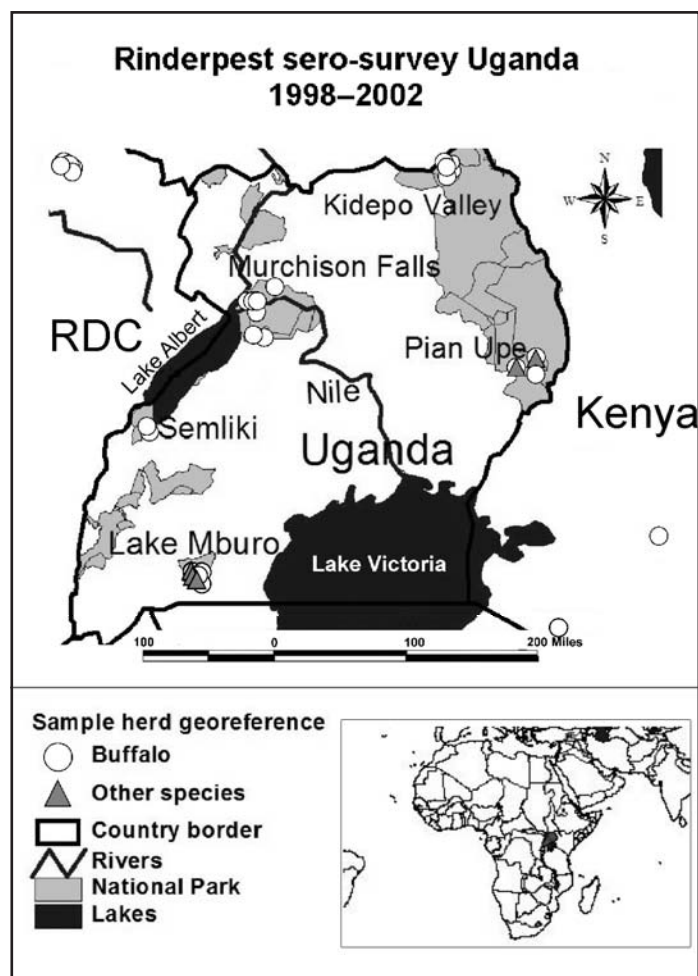 Rinderpest sero-survey Uganda
1998–2002
N
W E
S
Kidepo Valley
Murchison Falls
RDC
Lake Albert
Pian Upe
Nile
Kenya
Semliki
Uganda
Lake Mburo
Lake Victoria
100 0 100 200 Miles
Sample herd georeference
Buffalo
Other species
Country border
Rivers
National Park
Lakes